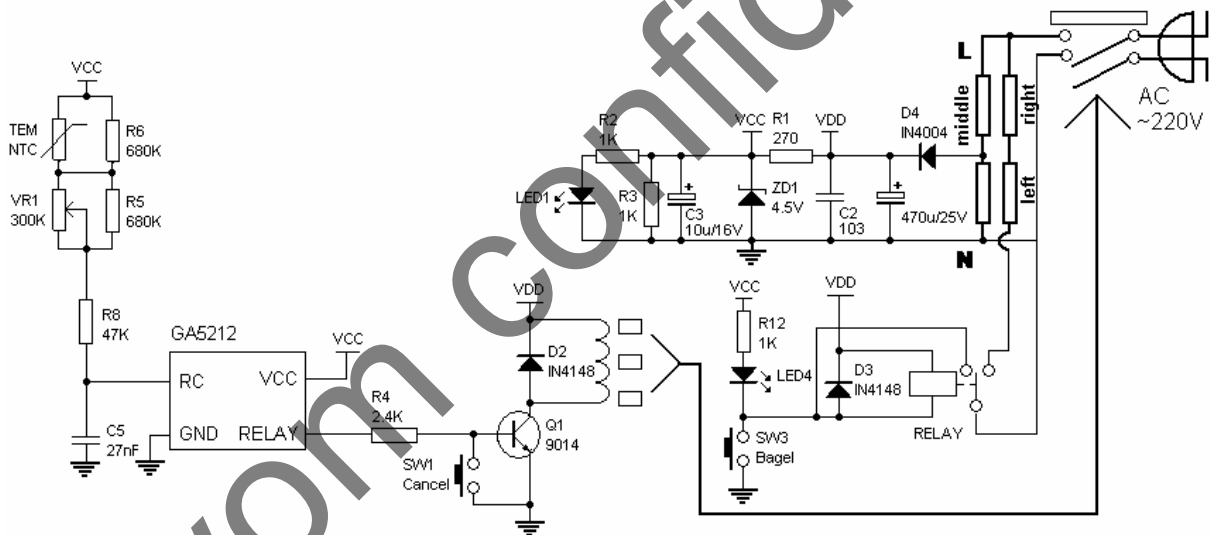 L
AC
~220V
middle
right
left
N
VCC
TEM
NTC
R6
680K
VR1
300K
R5
680K
R8
47K
C5
27nF
GA5212
RC
VCC
GND
RELAY
VCC
R4
2.4K
SW1
Cancel
Q1
9014
VDD
D2
IN4148
R2
1K
LED1
R3
1K
C3
10u/16V
VCC
R1
270
VDD
ZD1
4.5V
C2
103
470u/25V
D4
IN4004
VCC
R12
1K
LED4
SW3
Bagel
VDD
D3
IN4148
RELAY
com confid